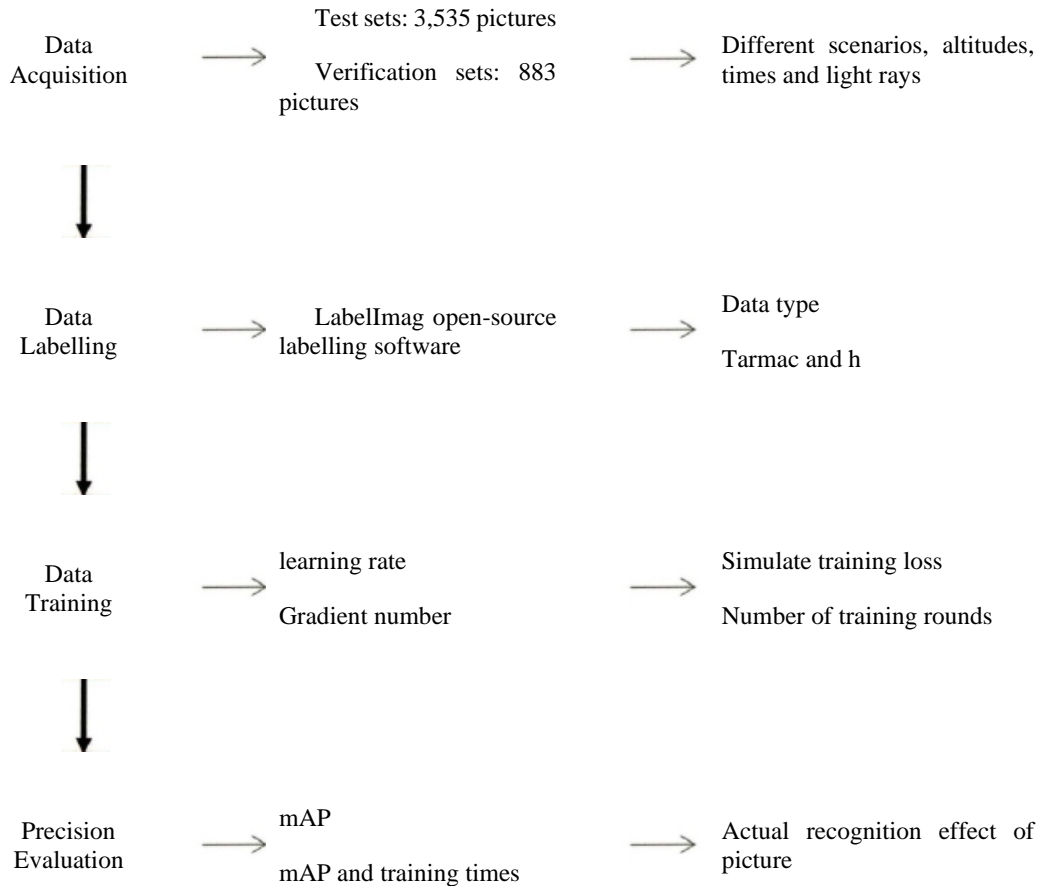 Data
Acquisition
Test sets: 3,535 pictures
Verification sets: 883
pictures
Different scenarios, altitudes,
times and light rays
Data
Labelling
LabelImag open-source
labelling software
Data type
Tarmac and h
Data
Training
learning rate
Gradient number
Simulate training loss
Number of training rounds
Precision
Evaluation
mAP
mAP and training times
Actual recognition effect of
picture